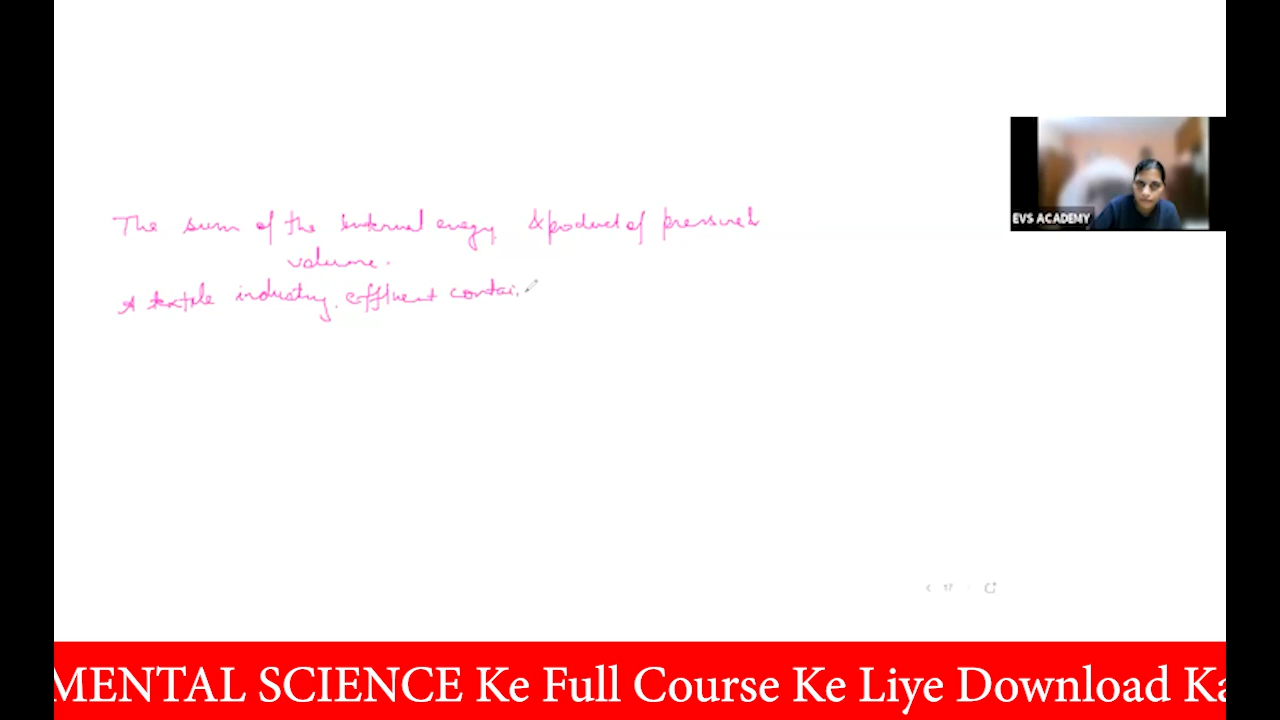 The sum of the internal energy & product of pressure &
volume.
A textile industry effluent contai
EVS ACADEMY
17
MENTAL SCIENCE Ke Full Course Ke Liye Download Ka